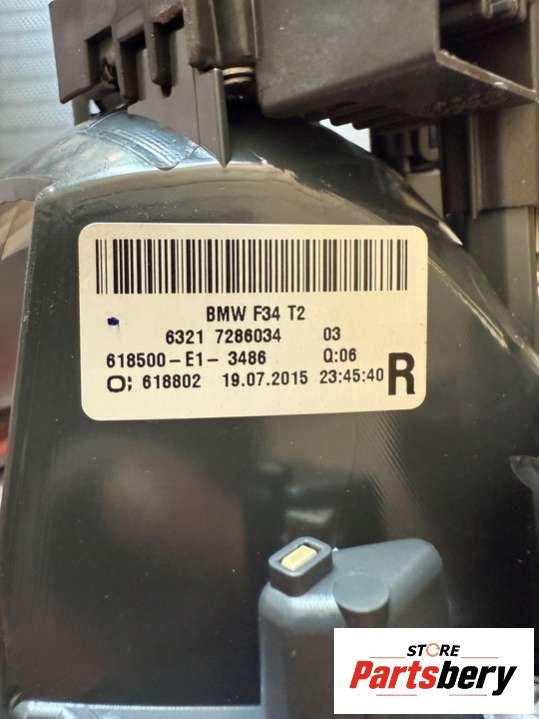 BMW F34 T2
6321 7286034 03
618500-E1-3486 Q:06
O; 618802 19.07.2015 23:45:40 R
STORE
Partsbery